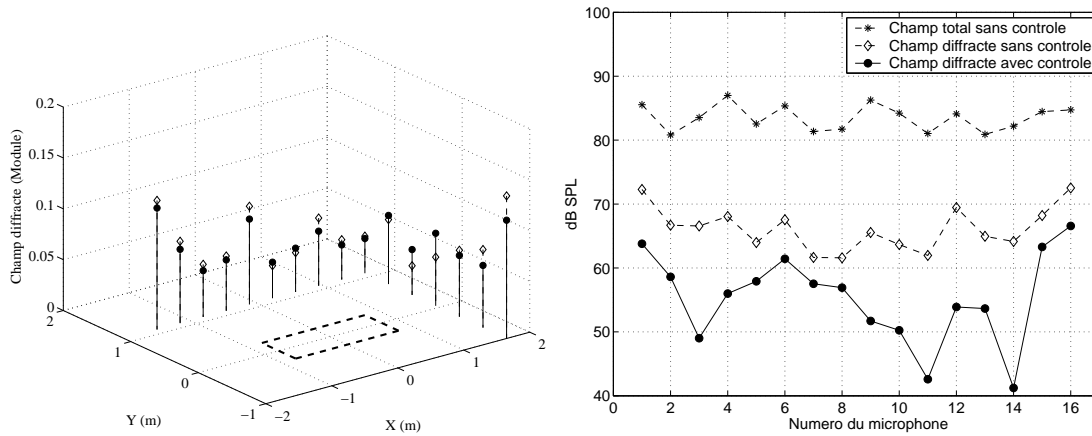 0.2
0.15
0.1
0.05
0
Champ diffracte (Module)
2
1
0
−1
Y (m)
−2
−1
0
1
2
X (m)
100
90
80
70
60
50
40
dB SPL
0 2 4 6 8 10 12 14 16
Numero du microphone
Champ total sans controle
Champ diffracte sans controle
Champ diffracte avec controle